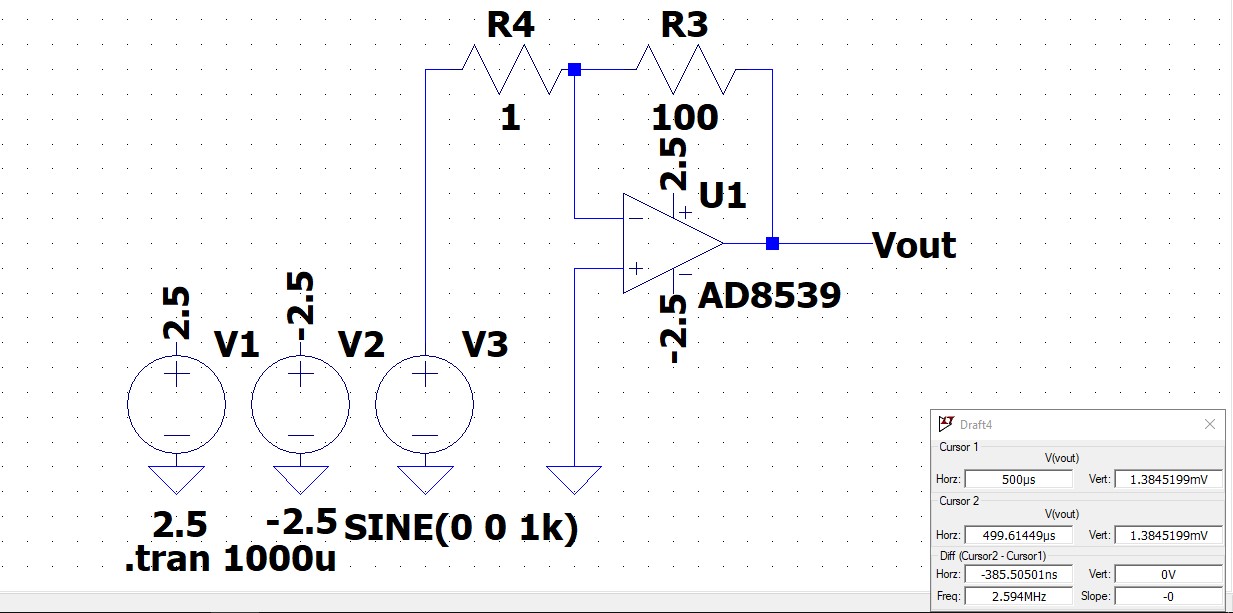 R4
R3
1
100
2.5
U1
Vout
AD8539
-2.5
2.5
V1
-2.5
V2
V3
2.5
-2.5
SINE(0 0 1k)
.tran 1000u
Draft4
Cursor 1
V(vout)
Horz: 500µs Vert: 1.3845199mV
Cursor 2
V(vout)
Horz: 499.61449µs Vert: 1.3845199mV
Diff (Cursor2 - Cursor1)
Horz: -385.50501ns Vert: 0V
Freq: 2.594MHz Slope: -0